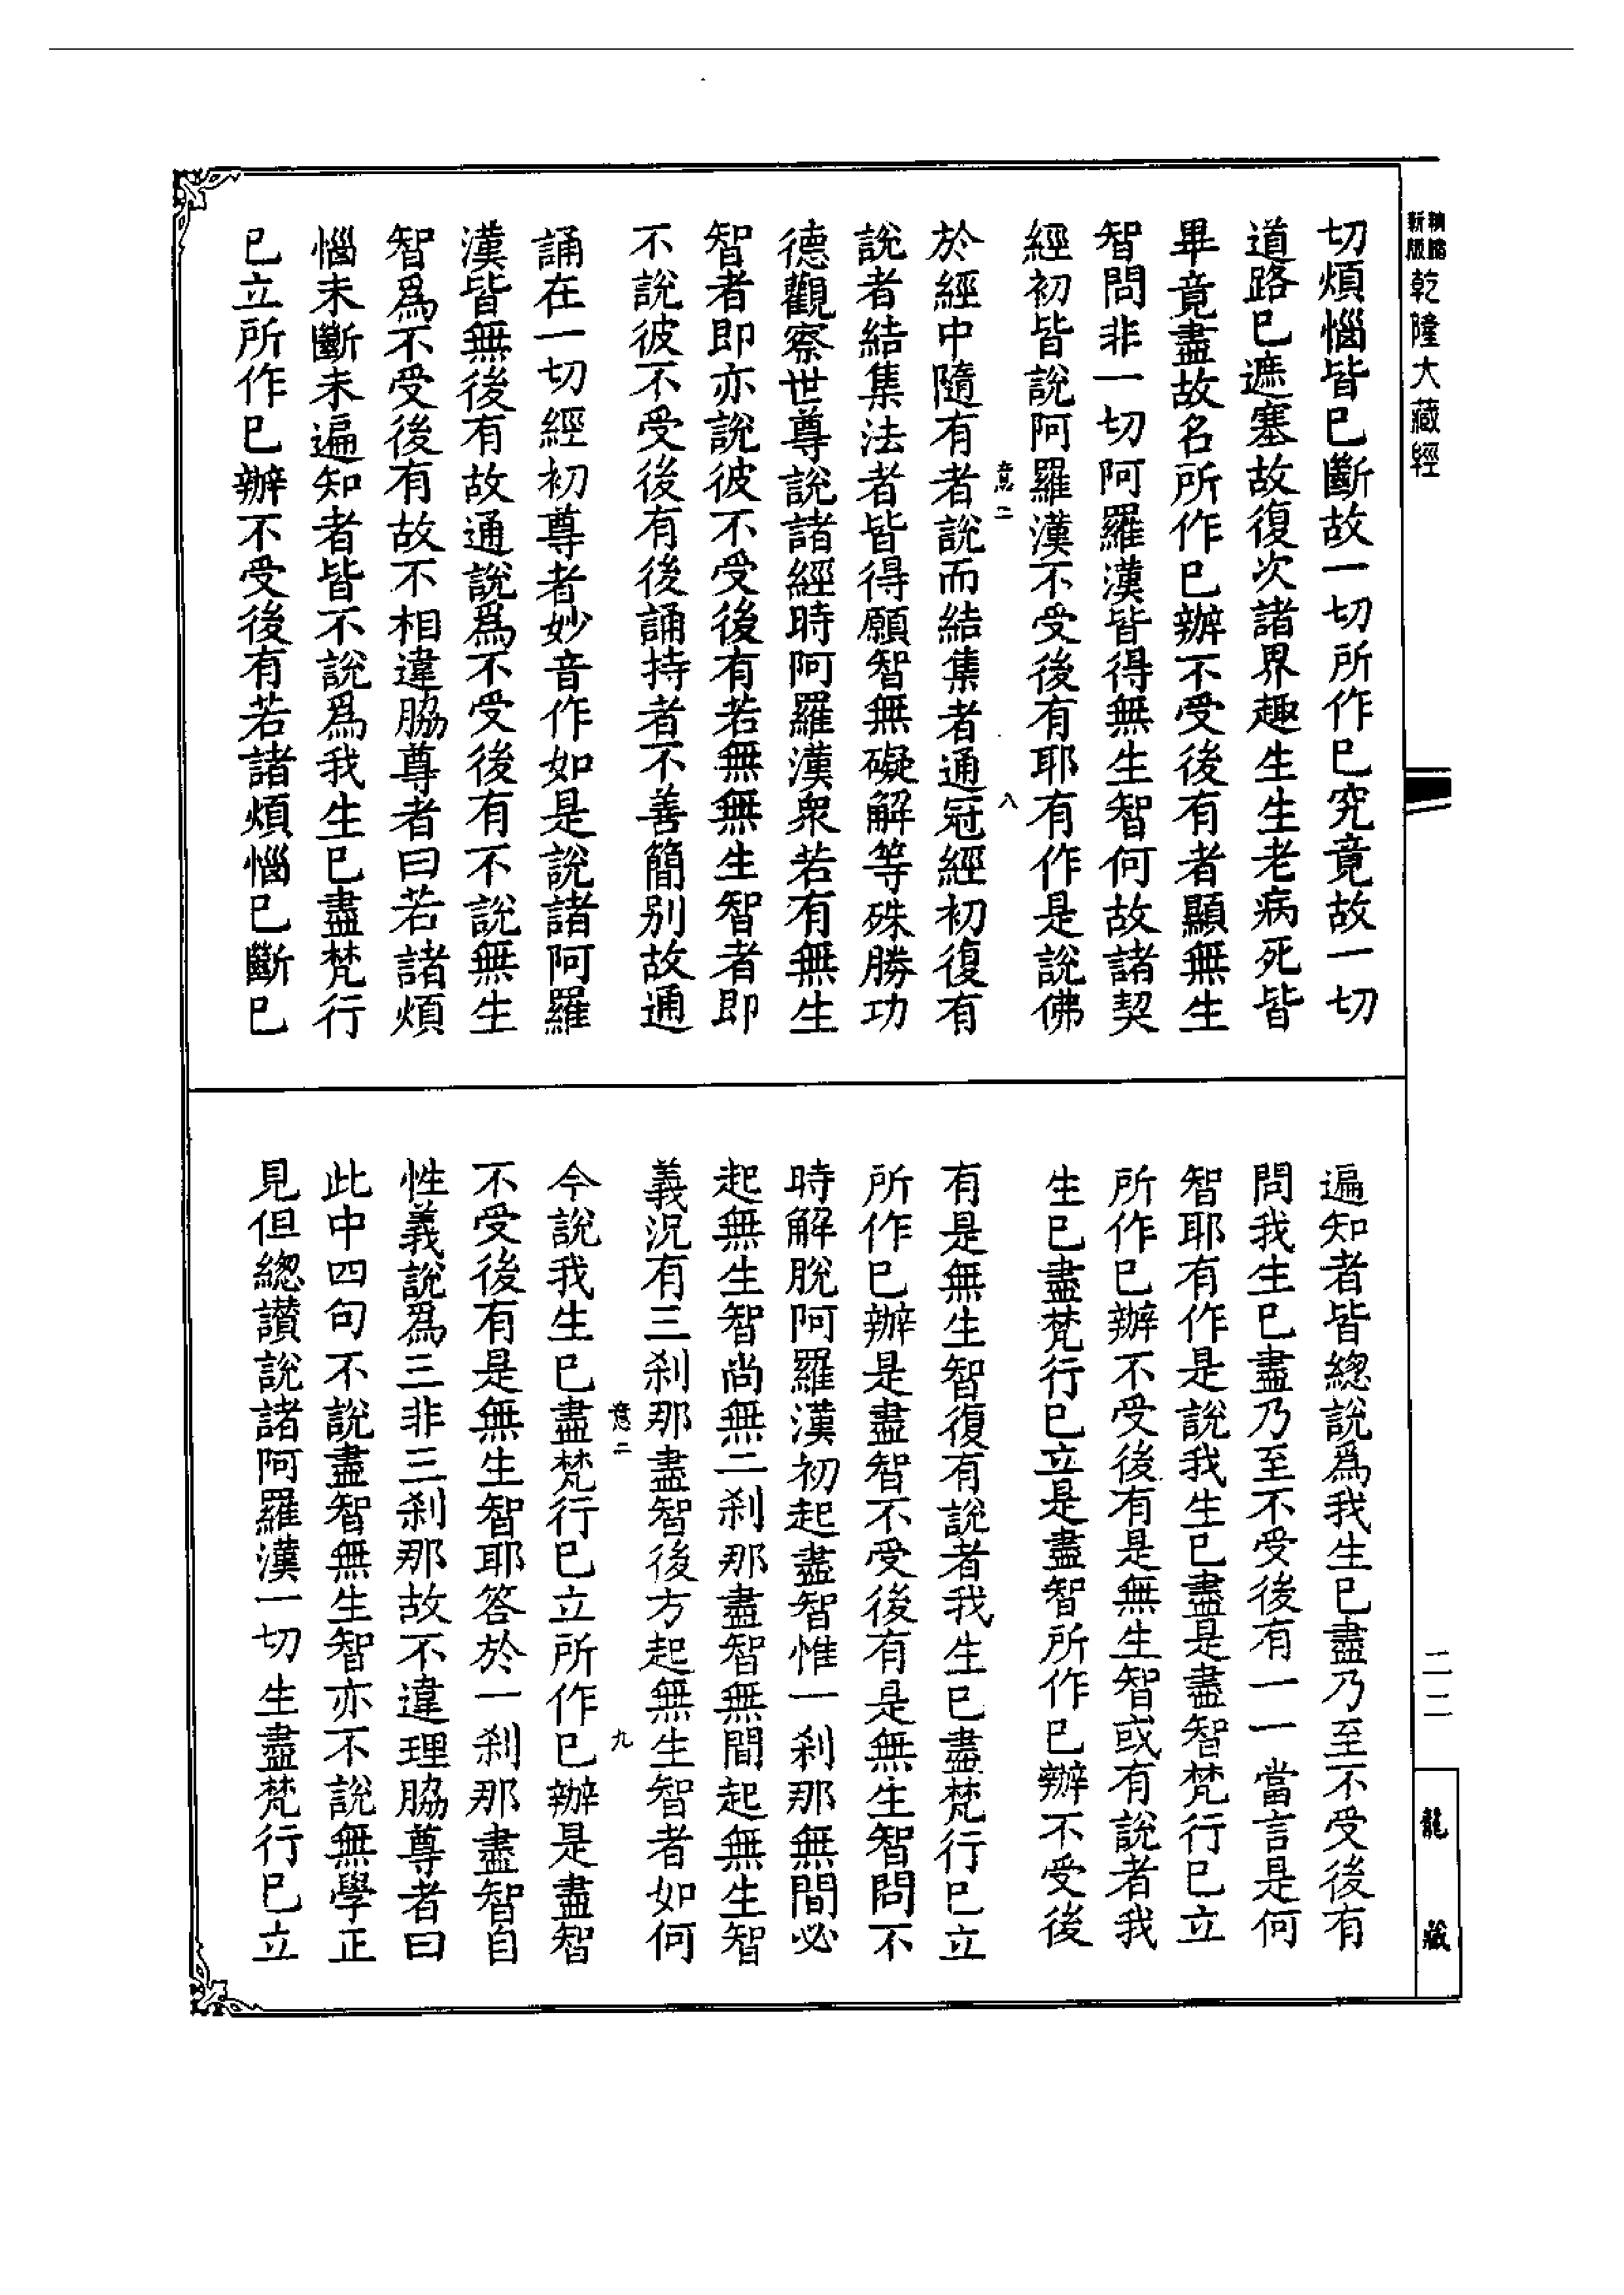 新編
新版
乾隆大藏經
切煩惱皆已斷故一切所作已究竟故一切
道路已遮塞故復次諸界趣生生老病死皆
畢竟盡故名所作已辦不受後有者顯無生
智問非一切阿羅漢皆得無生智何故諸契
經初皆說阿羅漢不受後有耶有作是說佛
意二
八
於經中隨有者說而結集者通冠經初復有
說者結集法者皆得願智無礙解等殊勝功
德觀察世尊說諸經時阿羅漢衆若有無生
智者即亦說彼不受後有若無無生智者即
不說彼不受後有後誦持者不善簡別故通
誦在一切經初尊者妙音作如是說諸阿羅
漢皆無後有故通說爲不受後有不說無生
智爲不受後有故不相違脇尊者曰若諸煩
惱未斷未遍知者皆不說爲我生已盡梵行
已立所作已辦不受後有若諸煩惱已斷已
遍知者皆總說爲我生已盡乃至不受後有
問我生已盡乃至不受後有一一當言是何
智耶有作是說我生已盡是盡智梵行已立
所作已辦不受後有是無生智或有說者我
生已盡梵行已立是盡智所作已辦不受後
有是無生智復有說者我生已盡梵行已立
所作已辦是盡智不受後有是無生智問不
時解脫阿羅漢初起盡智惟一刹那無間必
起無生智尚無二刹那盡智無間起無生智
義況有三刹那盡智後方起無生智者如何
意二
九
今說我生已盡梵行已立所作已辦是盡智
不受後有是無生智耶答於一刹那盡智自
性義說爲三非三刹那故不違理脇尊者曰
此中四句不說盡智無生智亦不說無學正
見但總讚說諸阿羅漢一切生盡梵行已立
二二
龍藏